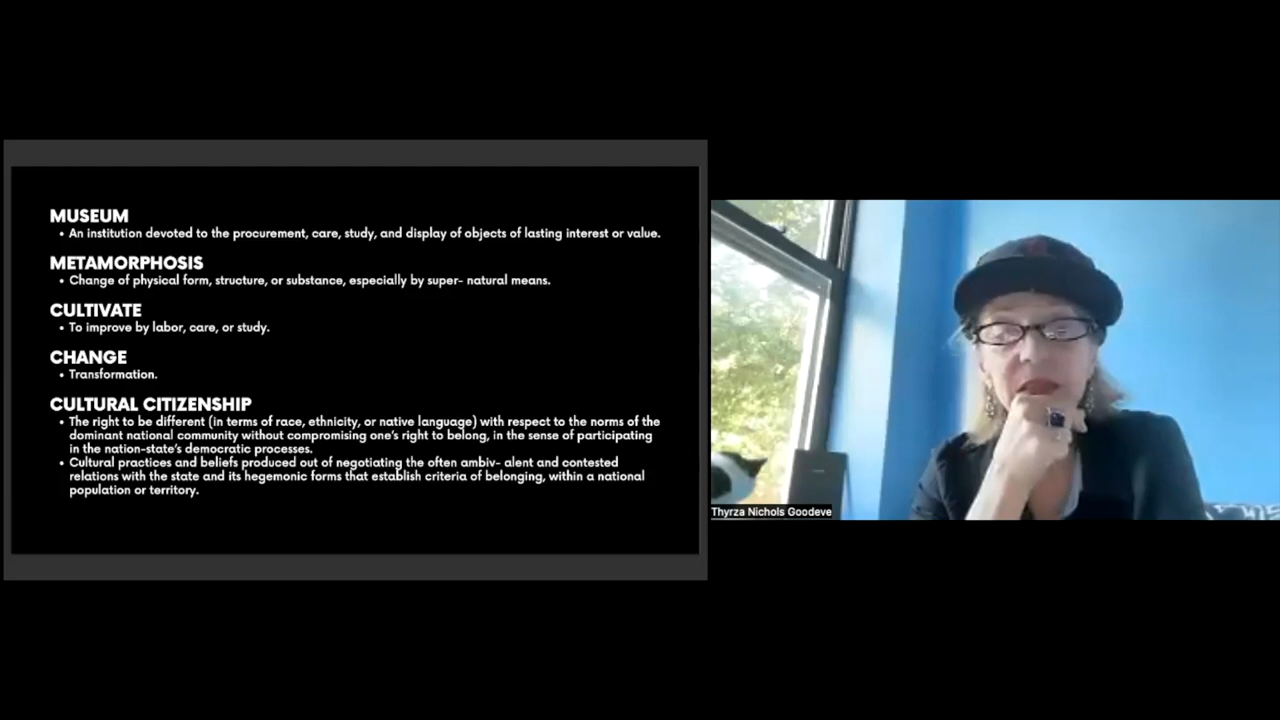 MUSEUM
• An institution devoted to the procurement, care, study, and display of objects of lasting interest or value.
METAMORPHOSIS
• Change of physical form, structure, or substance, especially by super- natural means.
CULTIVATE
• To improve by labor, care, or study.
CHANGE
• Transformation.
CULTURAL CITIZENSHIP
• The right to be different (in terms of race, ethnicity, or native language) with respect to the norms of the
dominant national community without compromising one's right to belong, in the sense of participating
in the nation-state's democratic processes.
• Cultural practices and beliefs produced out of negotiating the often ambiv- alent and contested
relations with the state and its hegemonic forms that establish criteria of belonging, within a national
population or territory.
Thyrza Nichols Goodeve